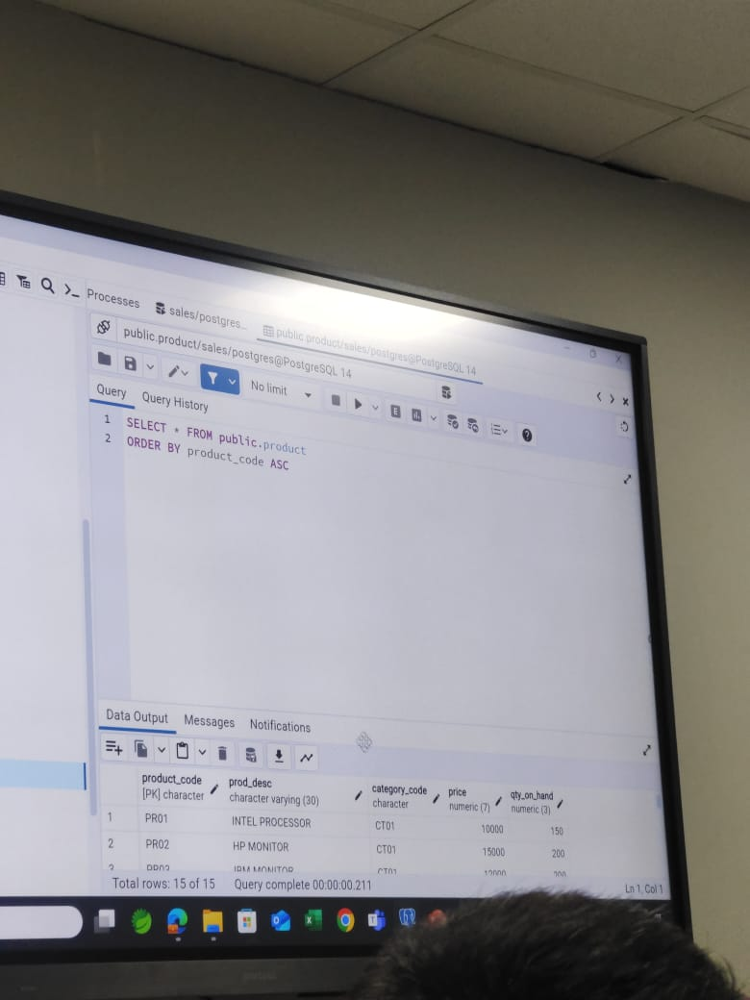 Processes
sales/postgres...
public.product/sales/postgres@PostgreSQL 14
public.product/sales/postgres@PostgreSQL 14
No limit
Query
Query History
1 SELECT * FROM public.product
2 ORDER BY product_code ASC
Data Output
Messages
Notifications
product_code
[PK] character
prod_desc
character varying (30)
category_code
character
price
numeric (7)
qty_on_hand
numeric (3)
1 PR01 INTEL PROCESSOR CT01 10000 150
2 PR02 HP MONITOR CT01 15000 200
3 PR03 IBM MONITOR CT01 12000 200
Total rows: 15 of 15
Query complete 00:00:00.211
Ln 1, Col 1